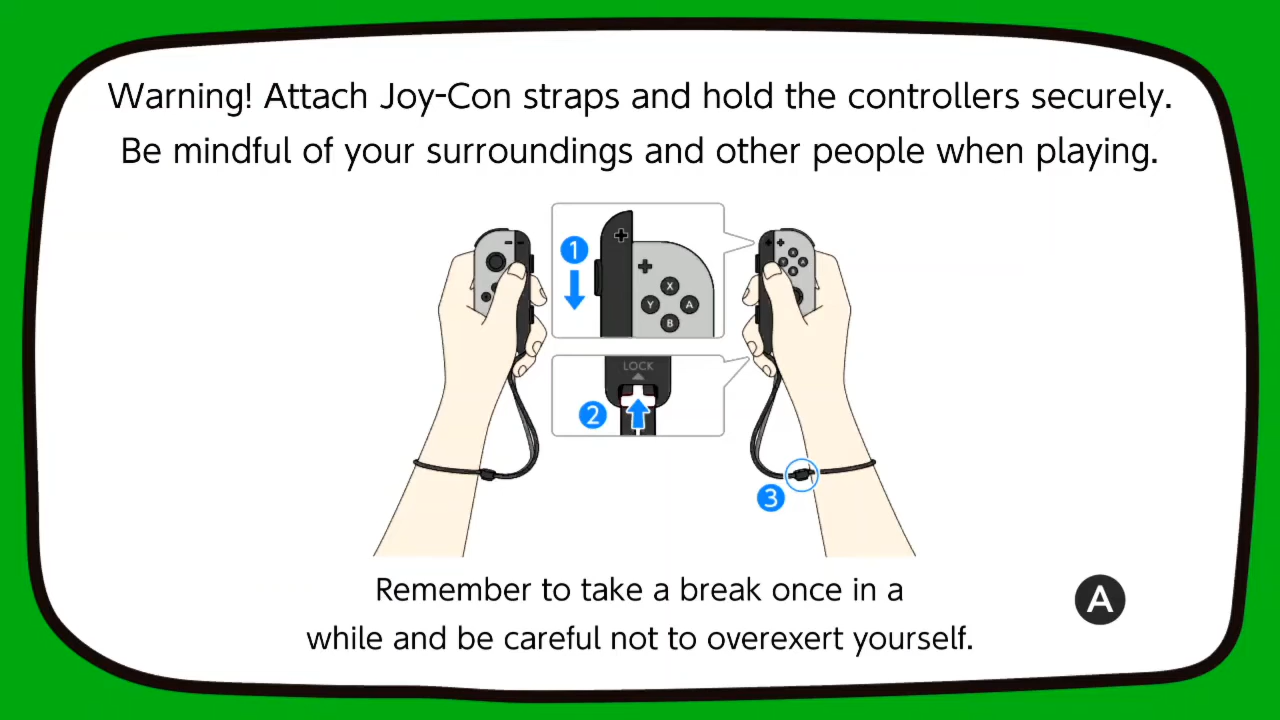 Warning! Attach Joy-Con straps and hold the controllers securely.
Be mindful of your surroundings and other people when playing.
1
X
Y A
B
LOCK
2
3
Remember to take a break once in a
while and be careful not to overexert yourself.
A